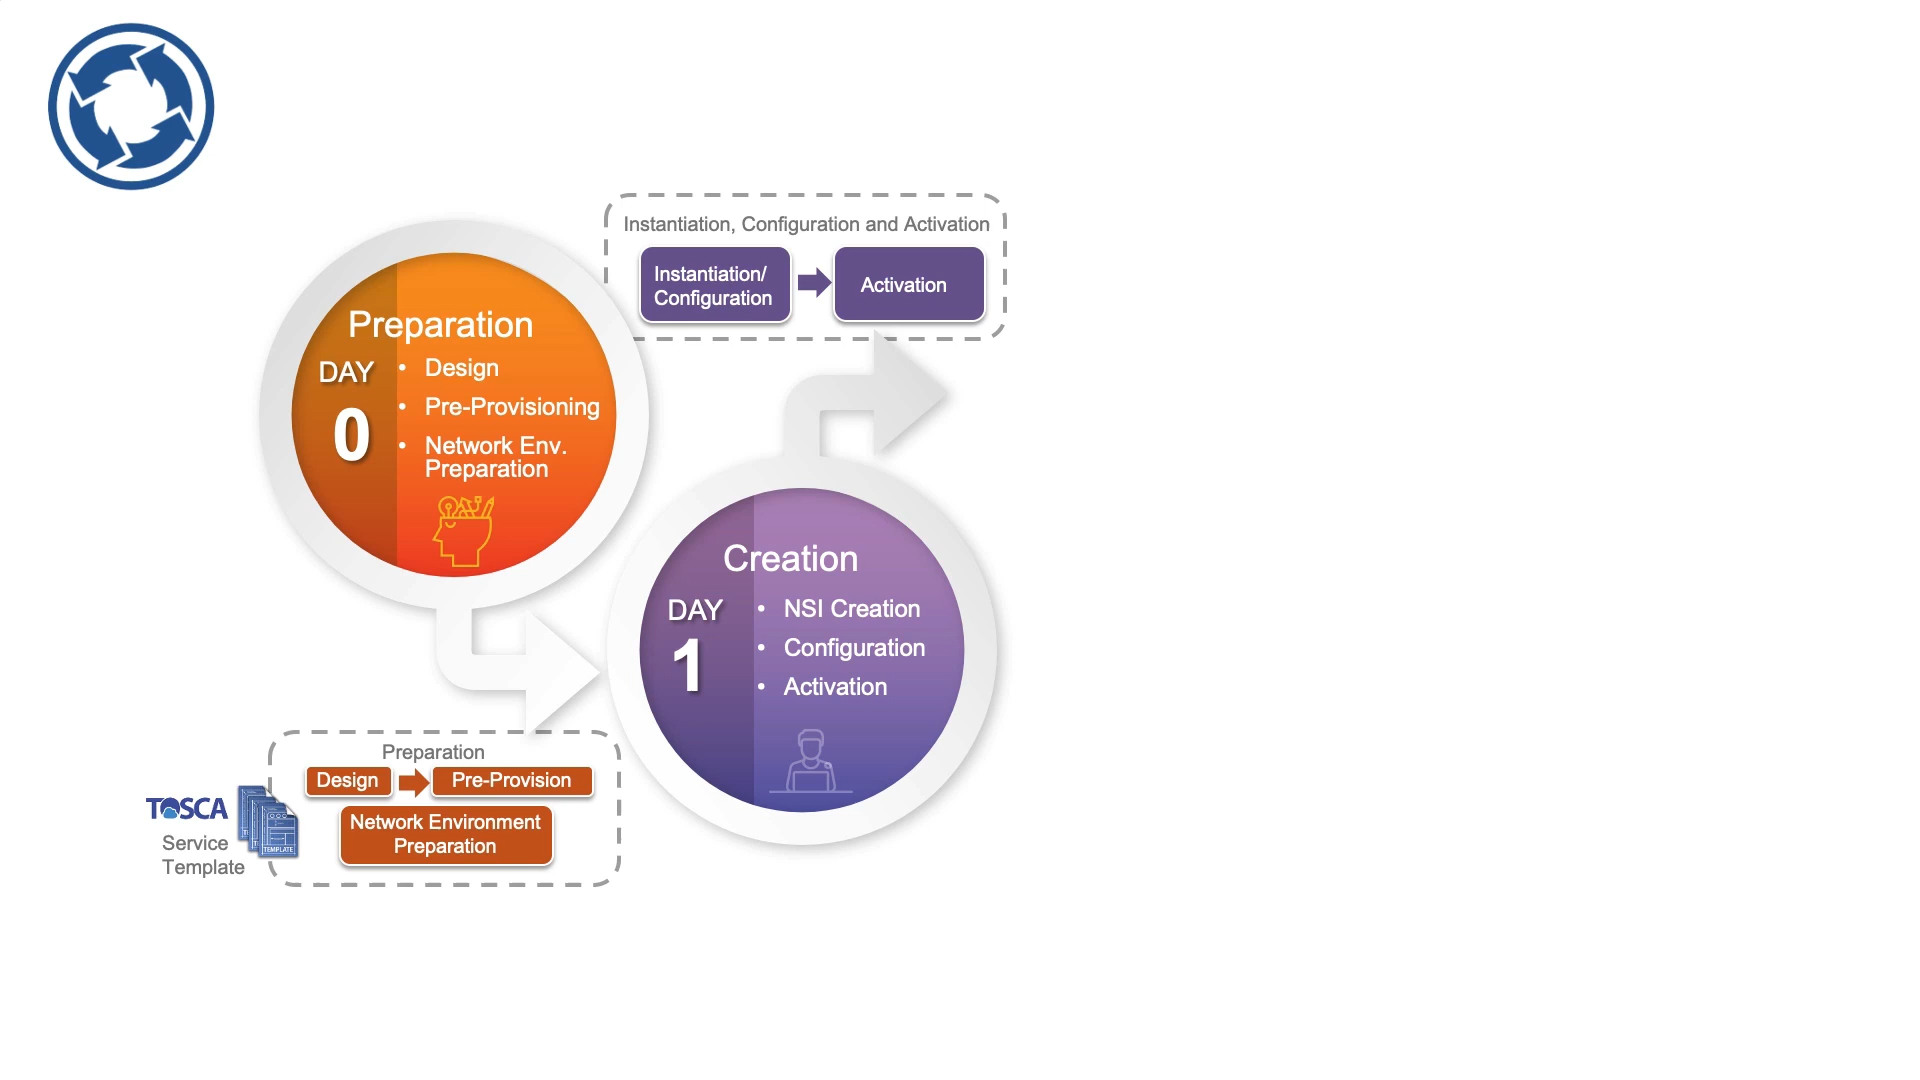 Instantiation, Configuration and Activation
Instantiation/
Configuration
Activation
Preparation
DAY
0
• Design
• Pre-Provisioning
• Network Env.
Preparation
Creation
DAY
1
• NSI Creation
• Configuration
• Activation
Preparation
Design
Pre-Provision
Network Environment
Preparation
TOSCA
Service
Template
TEMPLATE